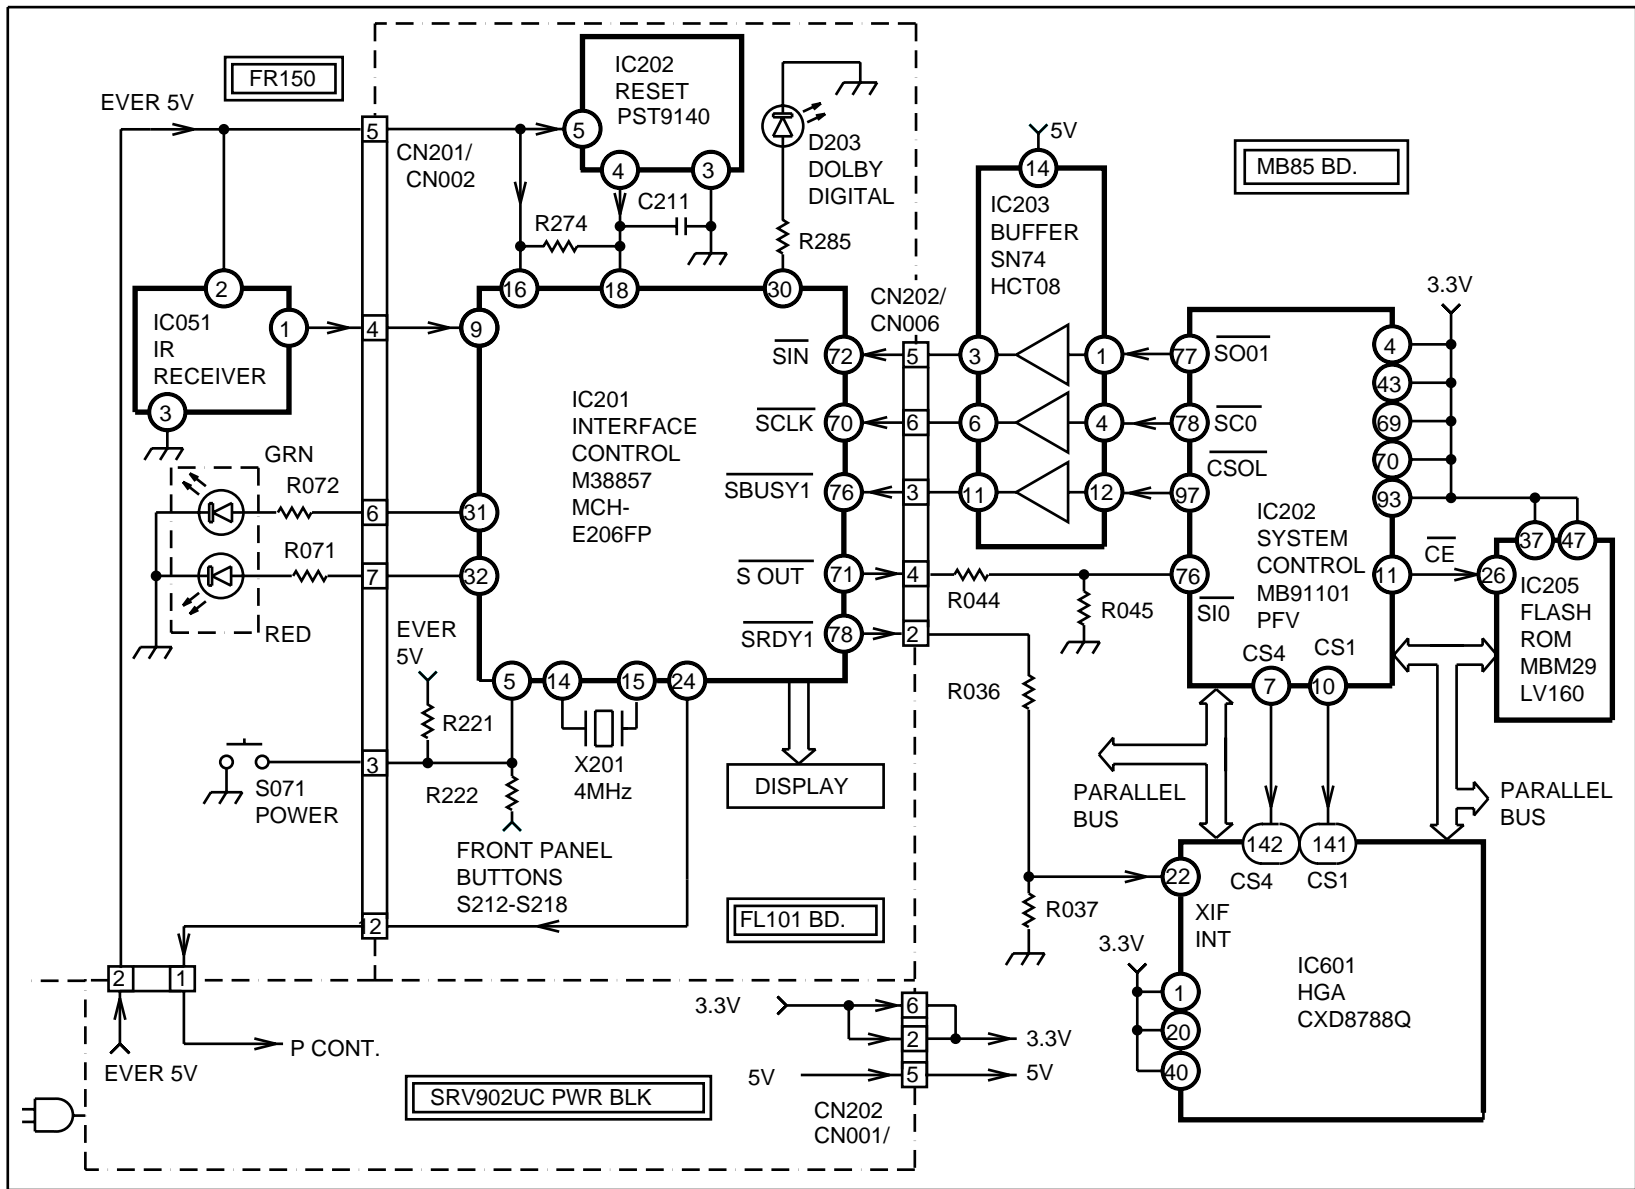 FR150
EVER 5V
5
CN201/
CN002
IC202
RESET
PST9140
5
4
3
C211
R274
D203
DOLBY
DIGITAL
R285
5V
14
IC203
BUFFER
SN74
HCT08
MB85 BD.
3.3V
2
1
IC051
IR
RECEIVER
3
4
9
16
18
30
IC201
INTERFACE
CONTROL
M38857
MCH-
E206FP
SIN
72
SCLK
70
SBUSY1
76
S OUT
71
SRDY1
78
CN202/
CN006
5
6
3
4
2
3
1
6
4
11
12
77
SO01
78
SC0
CSOL
97
76
SI0
IC202
SYSTEM
CONTROL
MB91101
PFV
4
43
69
70
93
11
CE
37
47
26
IC205
FLASH
ROM
MBM29
LV160
CS4
CS1
7
10
GRN
R072
6
31
R071
7
32
RED
EVER
5V
R221
5
14
15
24
R044
R045
R036
S071
POWER
3
R222
X201
4MHz
DISPLAY
FRONT PANEL
BUTTONS
S212-S218
PARALLEL
BUS
PARALLEL
BUS
142
141
CS4
CS1
22
XIF
INT
R037
12
FL101 BD.
3.3V
1
20
40
IC601
HGA
CXD8788Q
2
1
EVER 5V
P CONT.
3.3V
6
2
3.3V
5V
5
5V
SRV902UC PWR BLK
CN202
CN001/